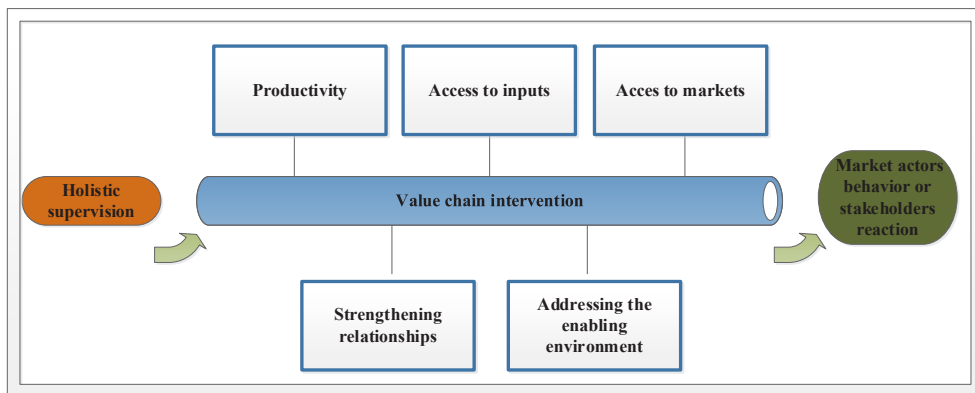 Productivity
Access to inputs
Acces to markets
Holistic
supervision
Value chain intervention
Market actors
behavior or
stakeholders
reaction
Strengthening
relationships
Addressing the
enabling
environment